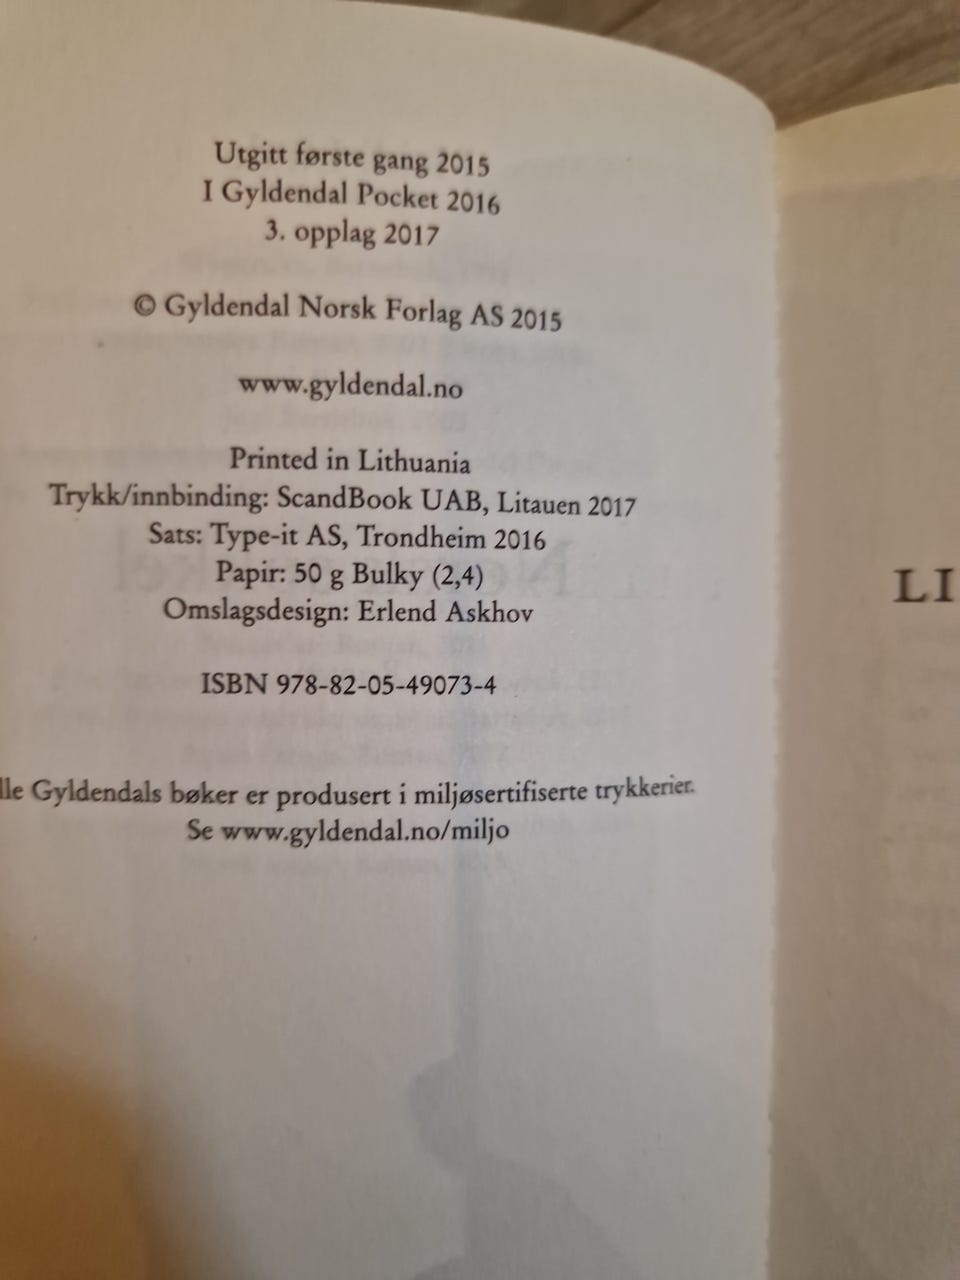 Utgitt første gang 2015
I Gyldendal Pocket 2016
3. opplag 2017
© Gyldendal Norsk Forlag AS 2015
www.gyldendal.no
Printed in Lithuania
Trykk/innbinding: ScandBook UAB, Litauen 2017
Sats: Type-it AS, Trondheim 2016
Papir: 50 g Bulky (2,4)
Omslagsdesign: Erlend Askhov
ISBN 978-82-05-49073-4
lle Gyldendals bøker er produsert i miljøsertifiserte trykkerier.
Se www.gyldendal.no/miljo
LI